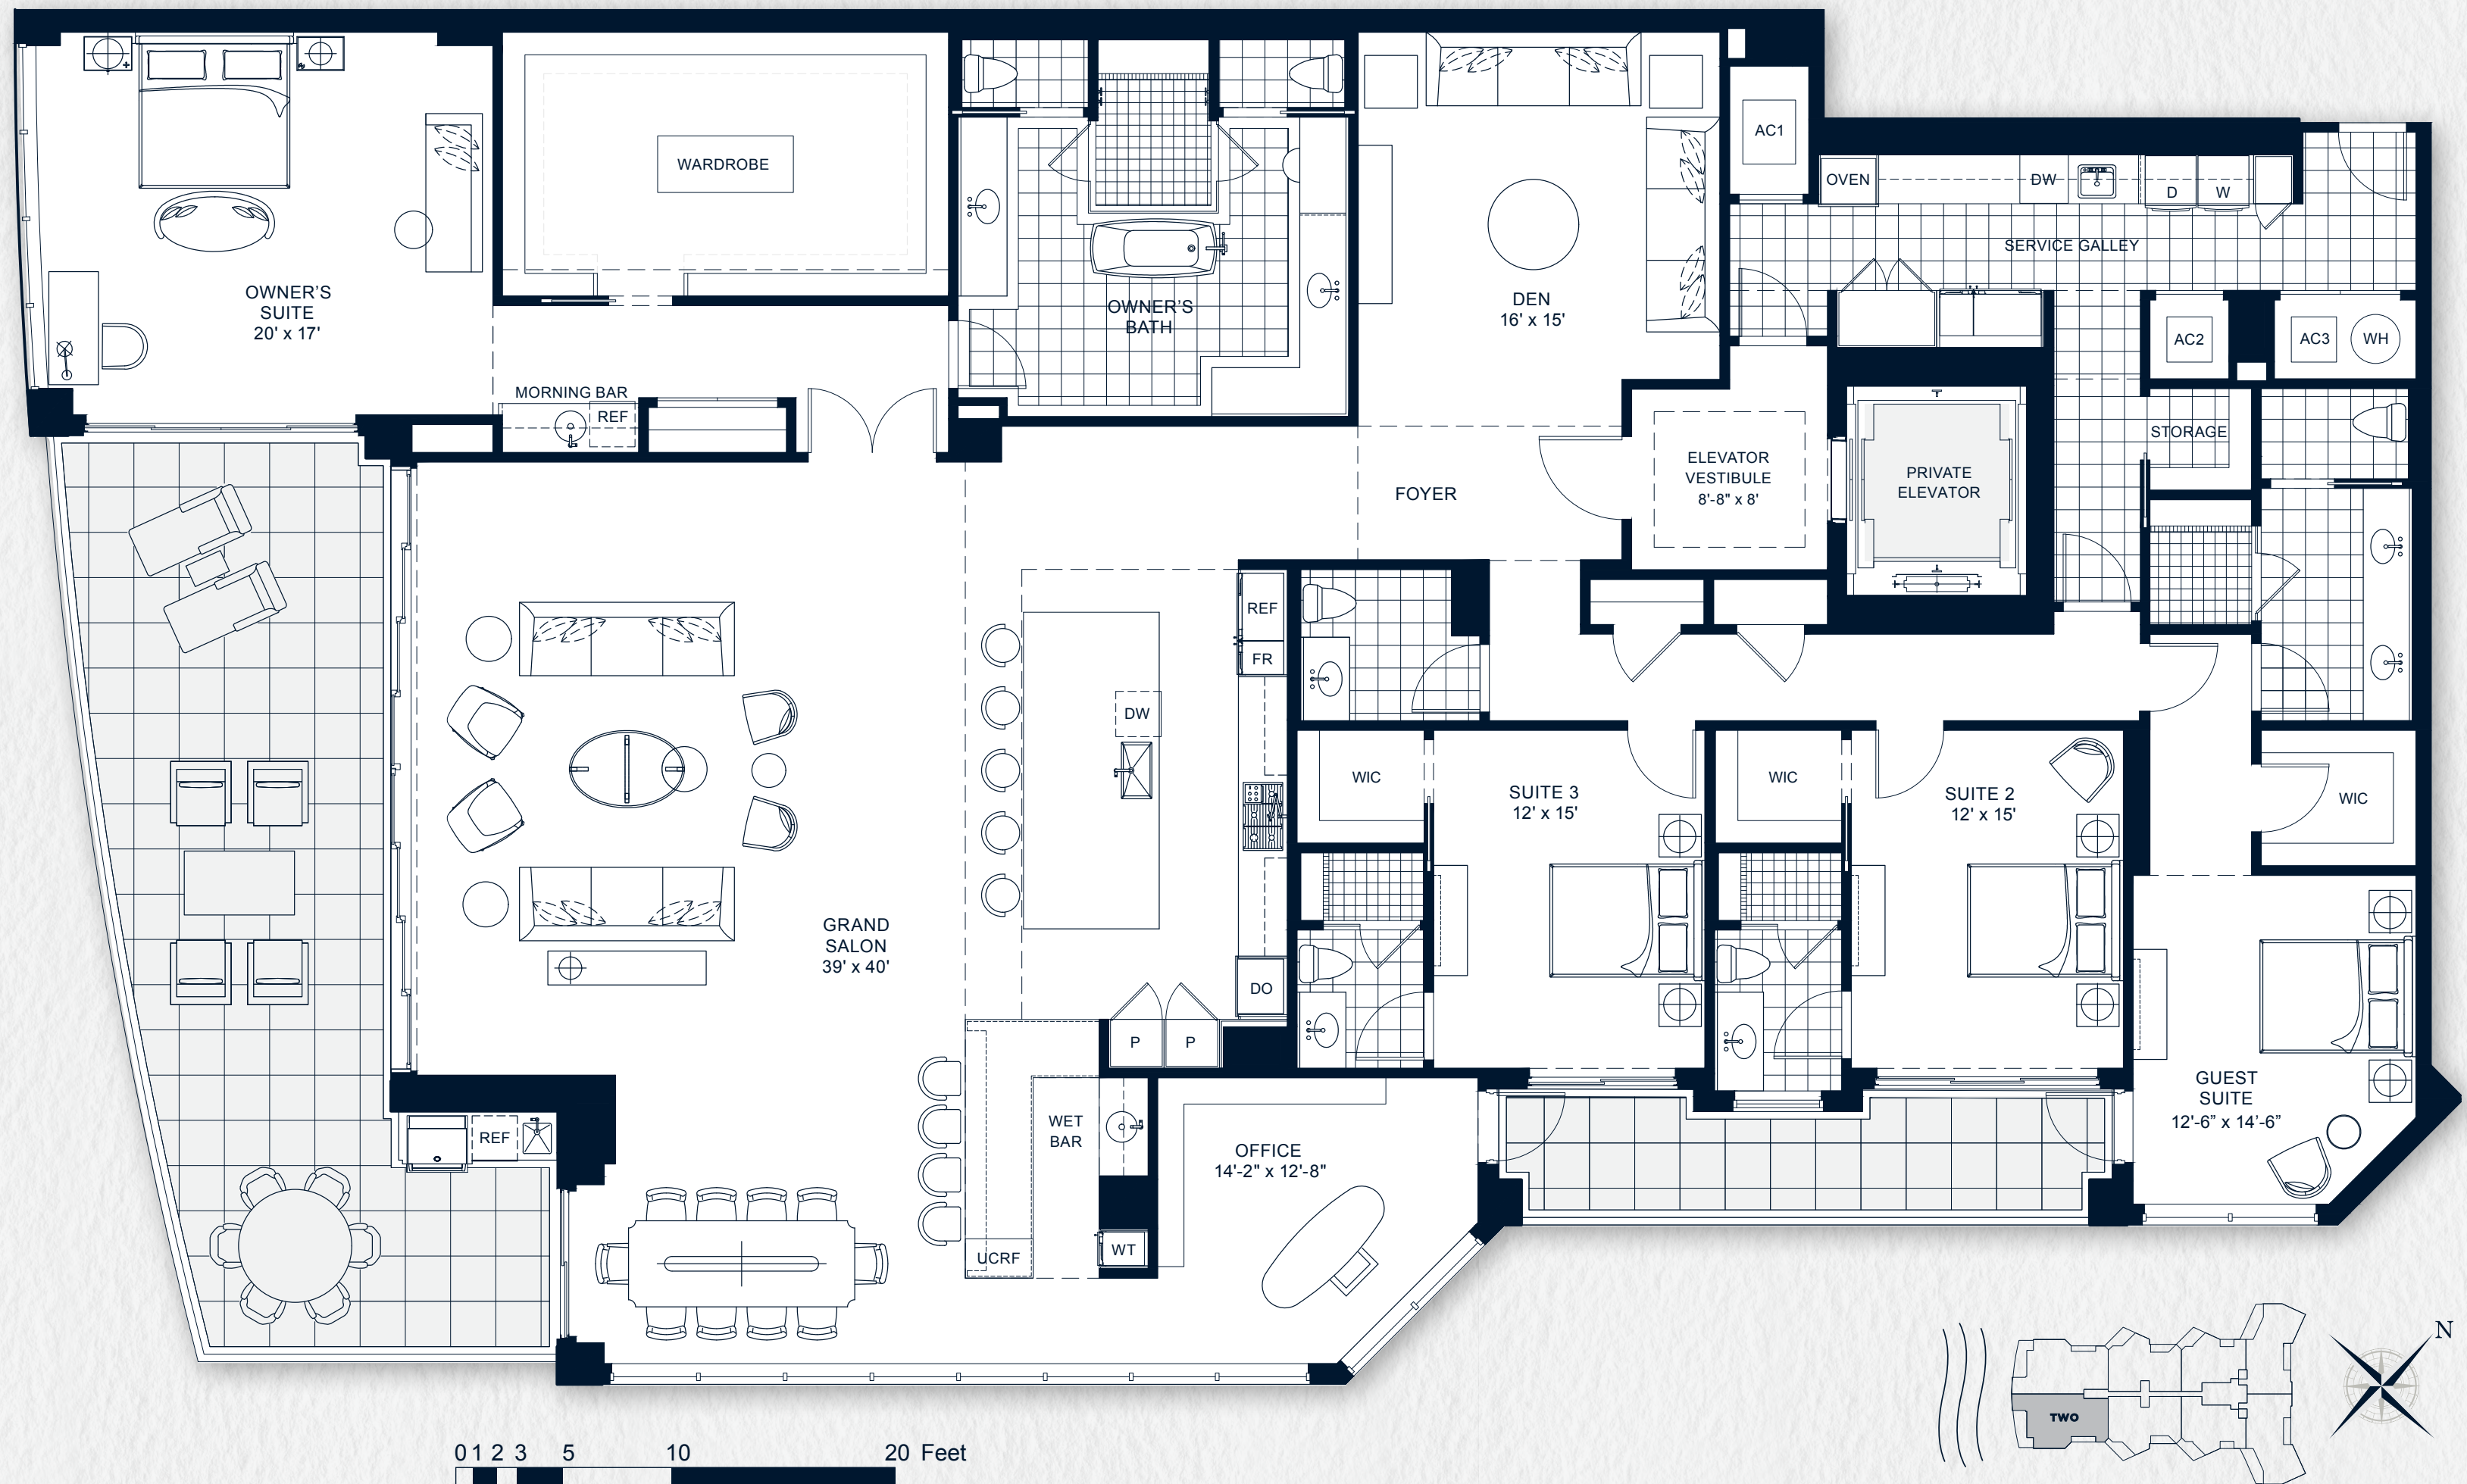 WARDROBE
AC1
OVEN
DW
D
W
SERVICE GALLEY
OWNER'S
SUITE
20' x 17'
OWNER'S
BATH
DEN
16' x 15'
AC2
AC3
WH
MORNING BAR
REF
STORAGE
ELEVATOR
VESTIBULE
8'-8" x 8'
PRIVATE
ELEVATOR
FOYER
REF
FR
DW
WIC
SUITE 3
12' x 15'
WIC
SUITE 2
12' x 15'
WIC
GRAND
SALON
39' x 40'
DO
P
P
REF
WET
BAR
OFFICE
14'-2" x 12'-8"
GUEST
SUITE
12'-6" x 14'-6"
UCRF
WT
N
TWO
0 1 2 3 5 10 20 Feet